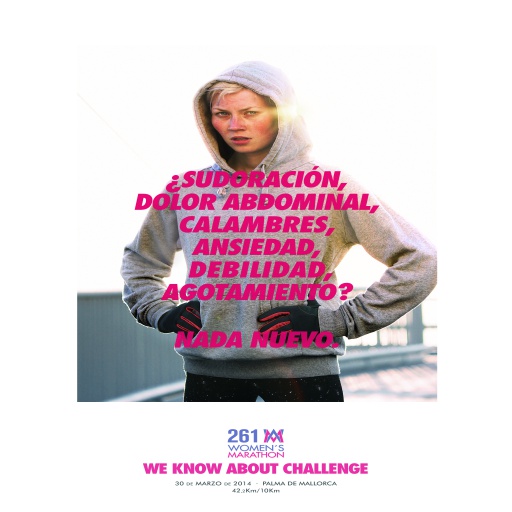 ¿SUDORACIÓN,
DOLOR ABDOMINAL,
CALAMBRES,
ANSIEDAD,
DEBILIDAD,
AGOTAMIENTO?
NADA NUEVO.
261
WOMEN'S
MARATHON
WE KNOW ABOUT CHALLENGE
30 DE MARZO DE 2014 · PALMA DE MALLORCA
42,2Km/10Km